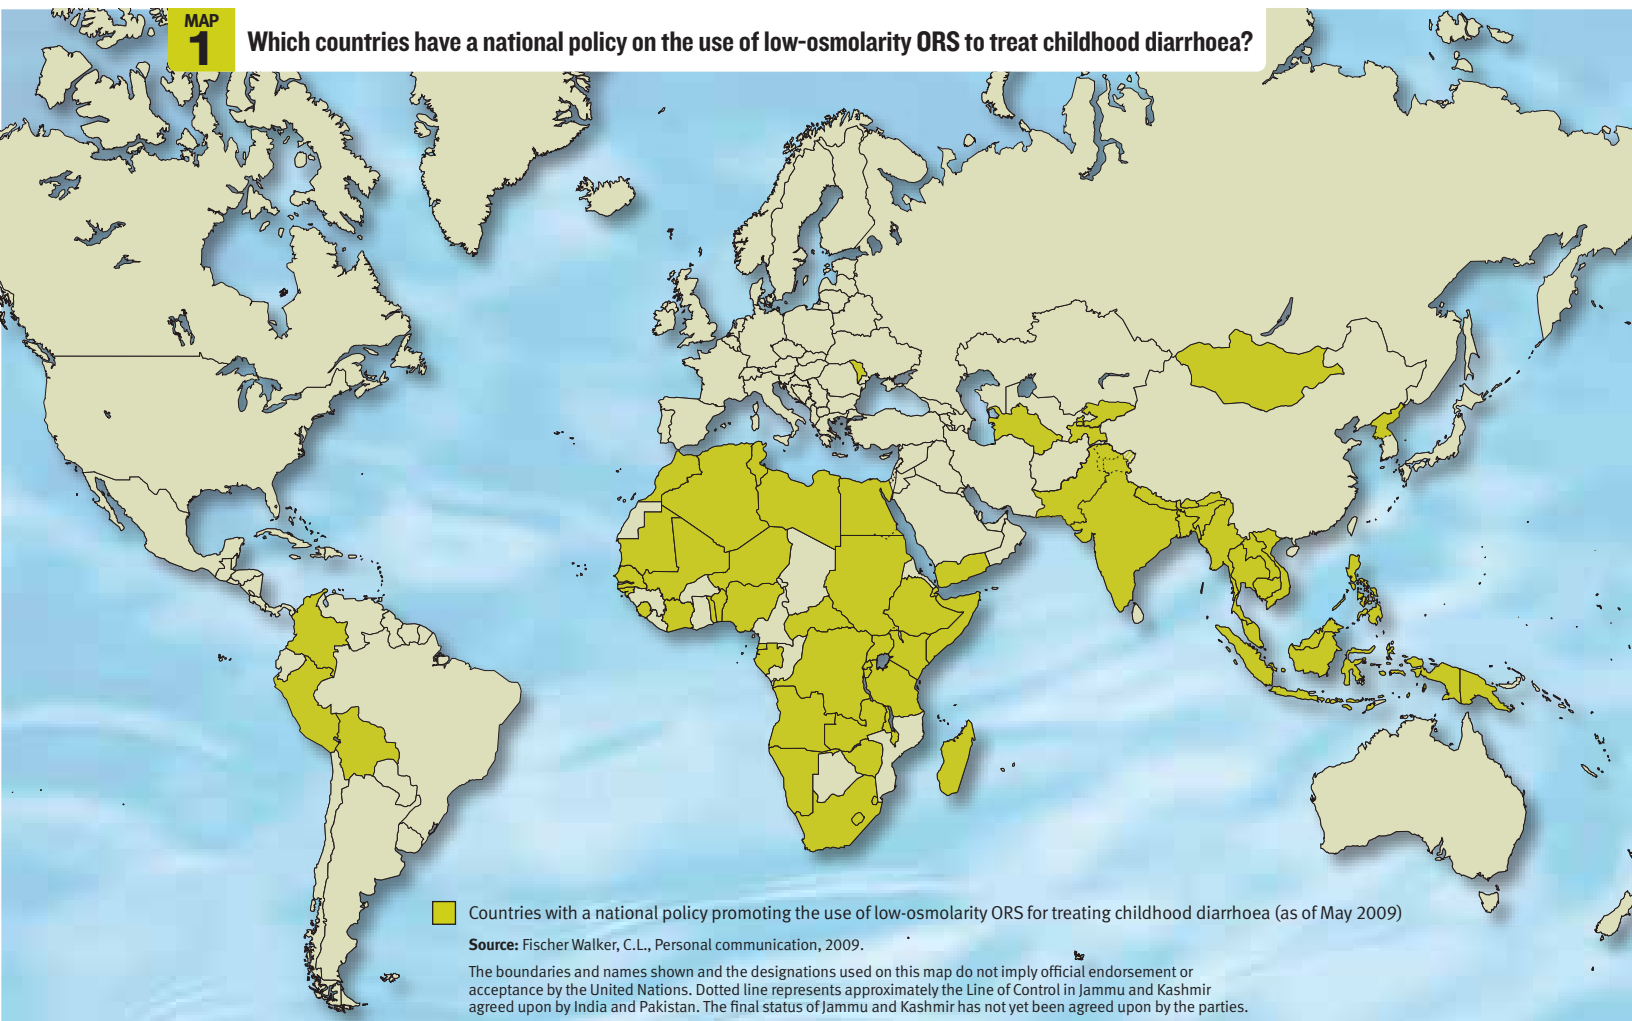 MAP
1
Which countries have a national policy on the use of low-osmolarity ORS to treat childhood diarrhoea?
Countries with a national policy promoting the use of low-osmolarity ORS for treating childhood diarrhoea (as of May 2009)
Source: Fischer Walker, C.L., Personal communication, 2009.
The boundaries and names shown and the designations used on this map do not imply official endorsement or
acceptance by the United Nations. Dotted line represents approximately the Line of Control in Jammu and Kashmir
agreed upon by India and Pakistan. The final status of Jammu and Kashmir has not yet been agreed upon by the parties.